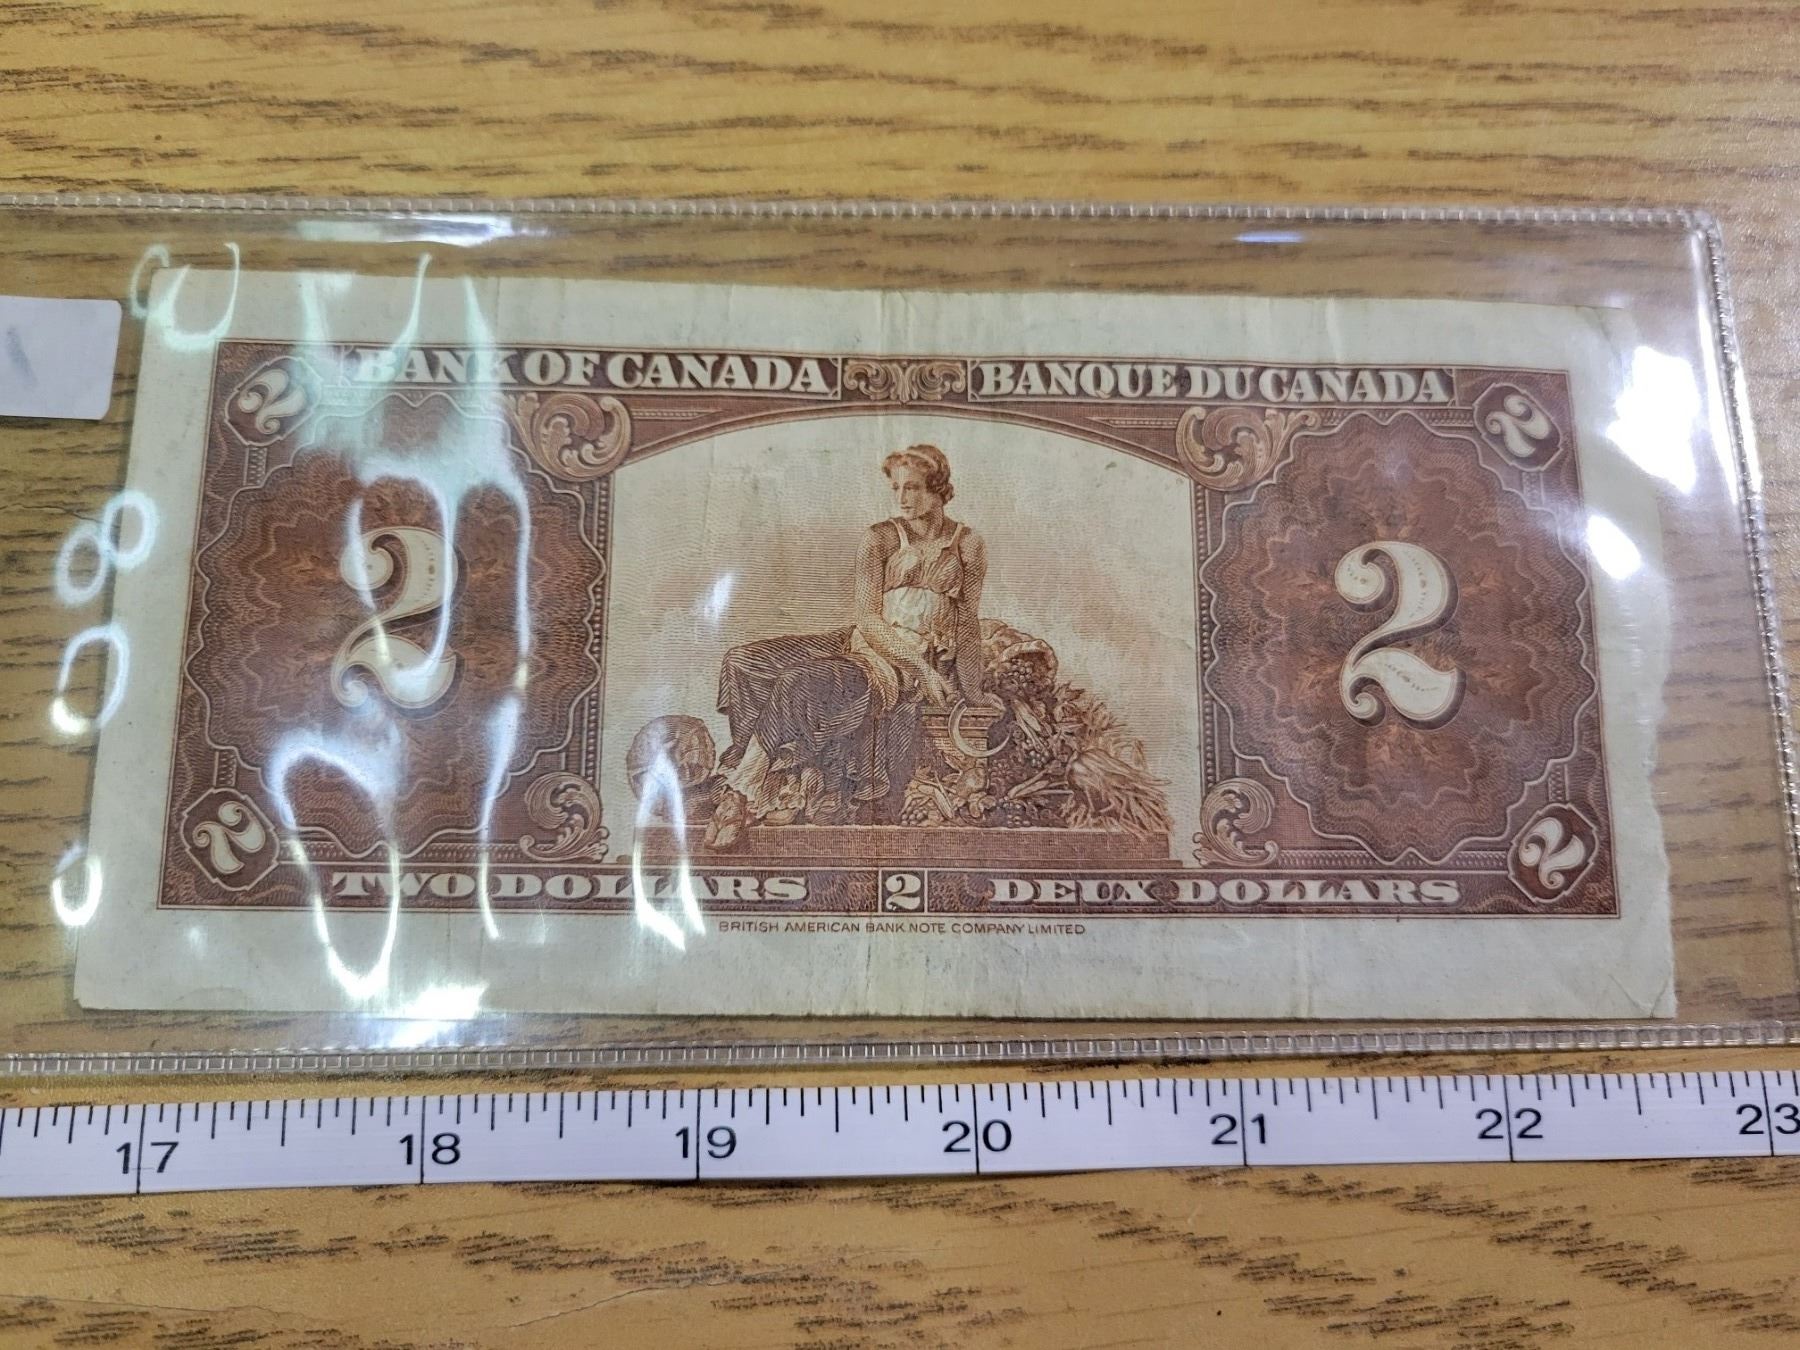 2 BANK OF CANADA BANQUE DU CANADA 2
2 2
2 TWO DOLLARS 2 DEUX DOLLARS 2
BRITISH AMERICAN BANK NOTE COMPANY LIMITED
17 18 19 20 21 22 23